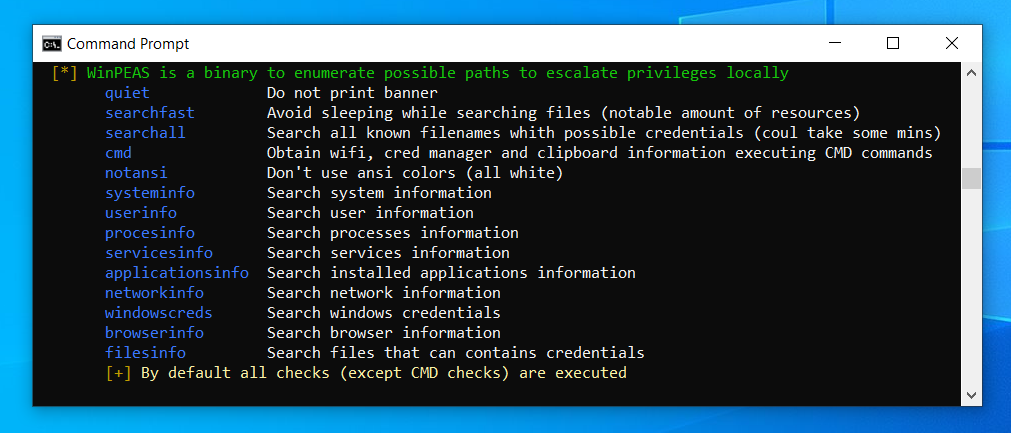 Command Prompt
[*] WinPEAS is a binary to enumerate possible paths to escalate privileges locally
quiet Do not print banner
searchfast Avoid sleeping while searching files (notable amount of resources)
searchall Search all known filenames whith possible credentials (coul take some mins)
cmd Obtain wifi, cred manager and clipboard information executing CMD commands
notansi Don't use ansi colors (all white)
systeminfo Search system information
userinfo Search user information
procesinfo Search processes information
servicesinfo Search services information
applicationsinfo Search installed applications information
networkinfo Search network information
windowscreds Search windows credentials
browserinfo Search browser information
filesinfo Search files that can contains credentials
[+] By default all checks (except CMD checks) are executed